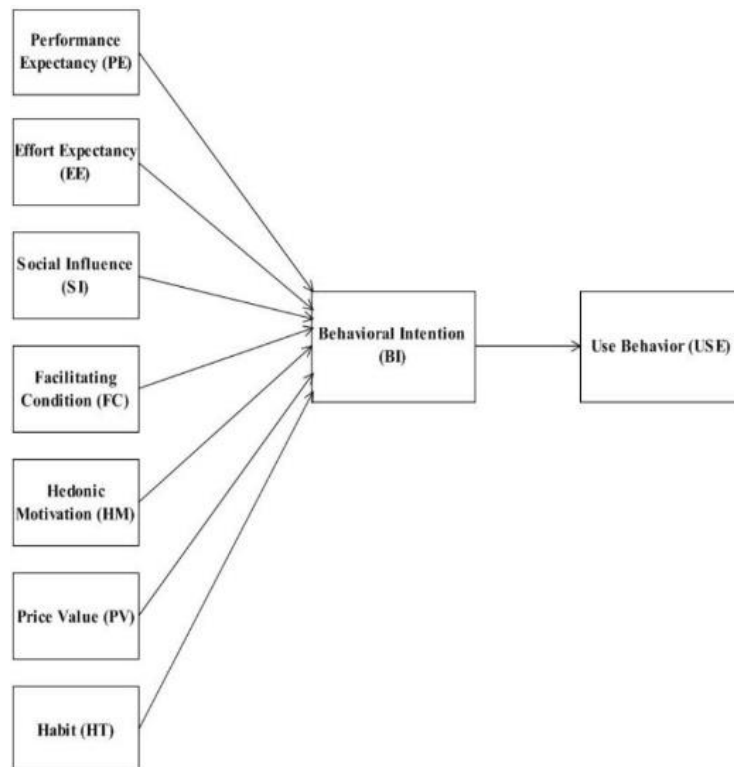 Performance
Expectancy (PE)
Effort Expectancy
(EE)
Social Influence
(SI)
Facilitating
Condition (FC)
Hedonic
Motivation (HM)
Price Value (PV)
Habit (HT)
Behavioral Intention
(BI)
Use Behavior (USE)